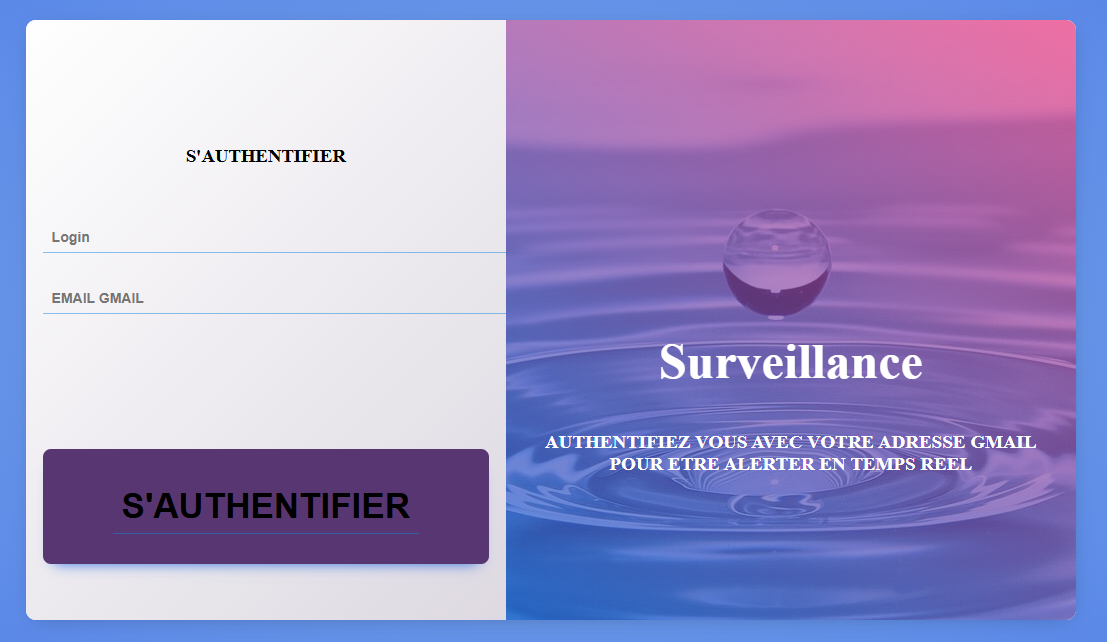 S'AUTHENTIFIER
Login
EMAIL GMAIL
S'AUTHENTIFIER
Surveillance
AUTHENTIFIEZ VOUS AVEC VOTRE ADRESSE GMAIL
POUR ETRE ALERTER EN TEMPS REEL